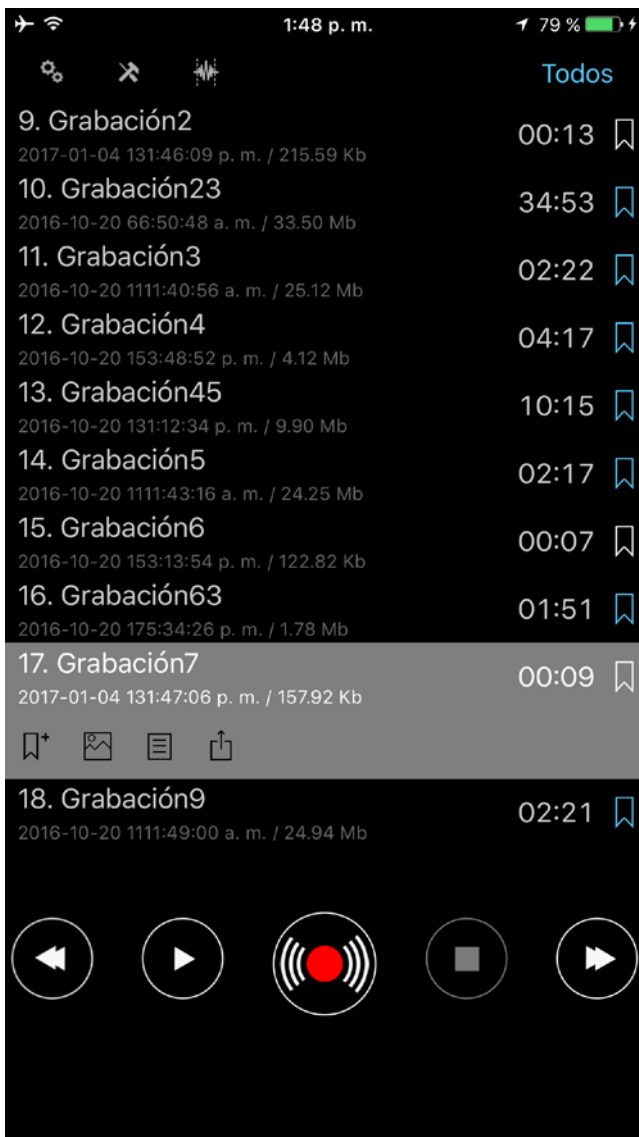 1:48 p. m.
79 %
Todos
9. Grabación2
00:13
2017-01-04 131:46:09 p. m. / 215.59 Kb
10. Grabación23
34:53
2016-10-20 66:50:48 a. m. / 33.50 Mb
11. Grabación3
02:22
2016-10-20 1111:40:56 a. m. / 25.12 Mb
12. Grabación4
04:17
2016-10-20 153:48:52 p. m. / 4.12 Mb
13. Grabación45
10:15
2016-10-20 131:12:34 p. m. / 9.90 Mb
14. Grabación5
02:17
2016-10-20 1111:43:16 a. m. / 24.25 Mb
15. Grabación6
00:07
2016-10-20 153:13:54 p. m. / 122.82 Kb
16. Grabación63
01:51
2016-10-20 175:34:26 p. m. / 1.78 Mb
17. Grabación7
00:09
2017-01-04 131:47:06 p. m. / 157.92 Kb
18. Grabación9
02:21
2016-10-20 1111:49:00 a. m. / 24.94 Mb